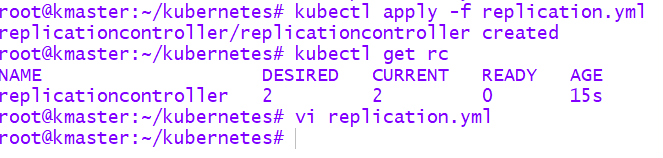 root@kmaster:~/kubernetes# kubectl apply -f replication.yml
replicationcontroller/replicationcontroller created
root@kmaster:~/kubernetes# kubectl get rc
NAME                    DESIRED   CURRENT   READY   AGE
replicationcontroller   2         2         0       15s
root@kmaster:~/kubernetes# vi replication.yml
root@kmaster:~/kubernetes#